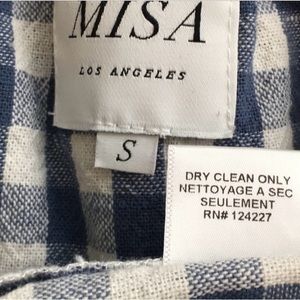 MISA
LOS ANGELES
S
DRY CLEAN ONLY
NETTOYAGE A SEC
SEULEMENT
RN# 124227